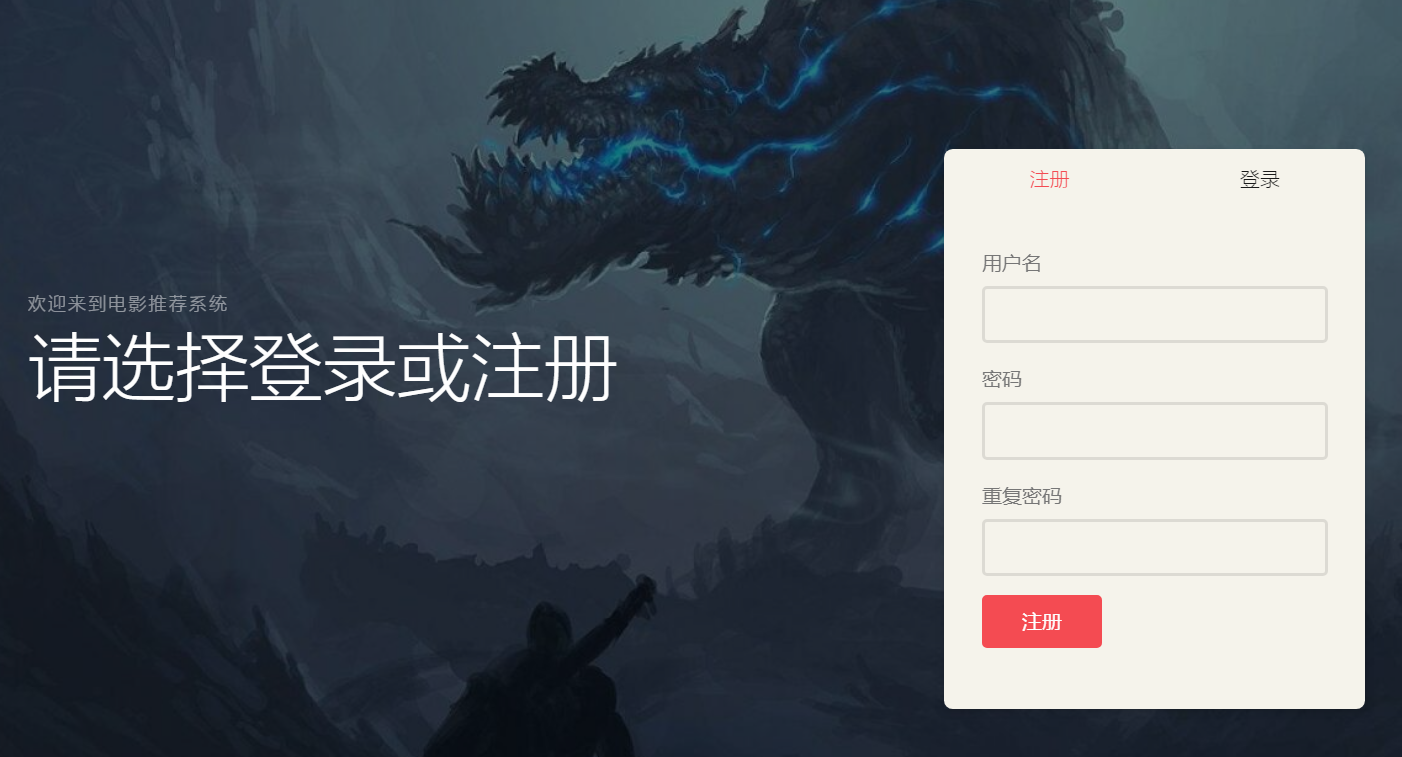 欢迎来到电影推荐系统
请选择登录或注册
注册 登录
用户名
密码
重复密码
注册